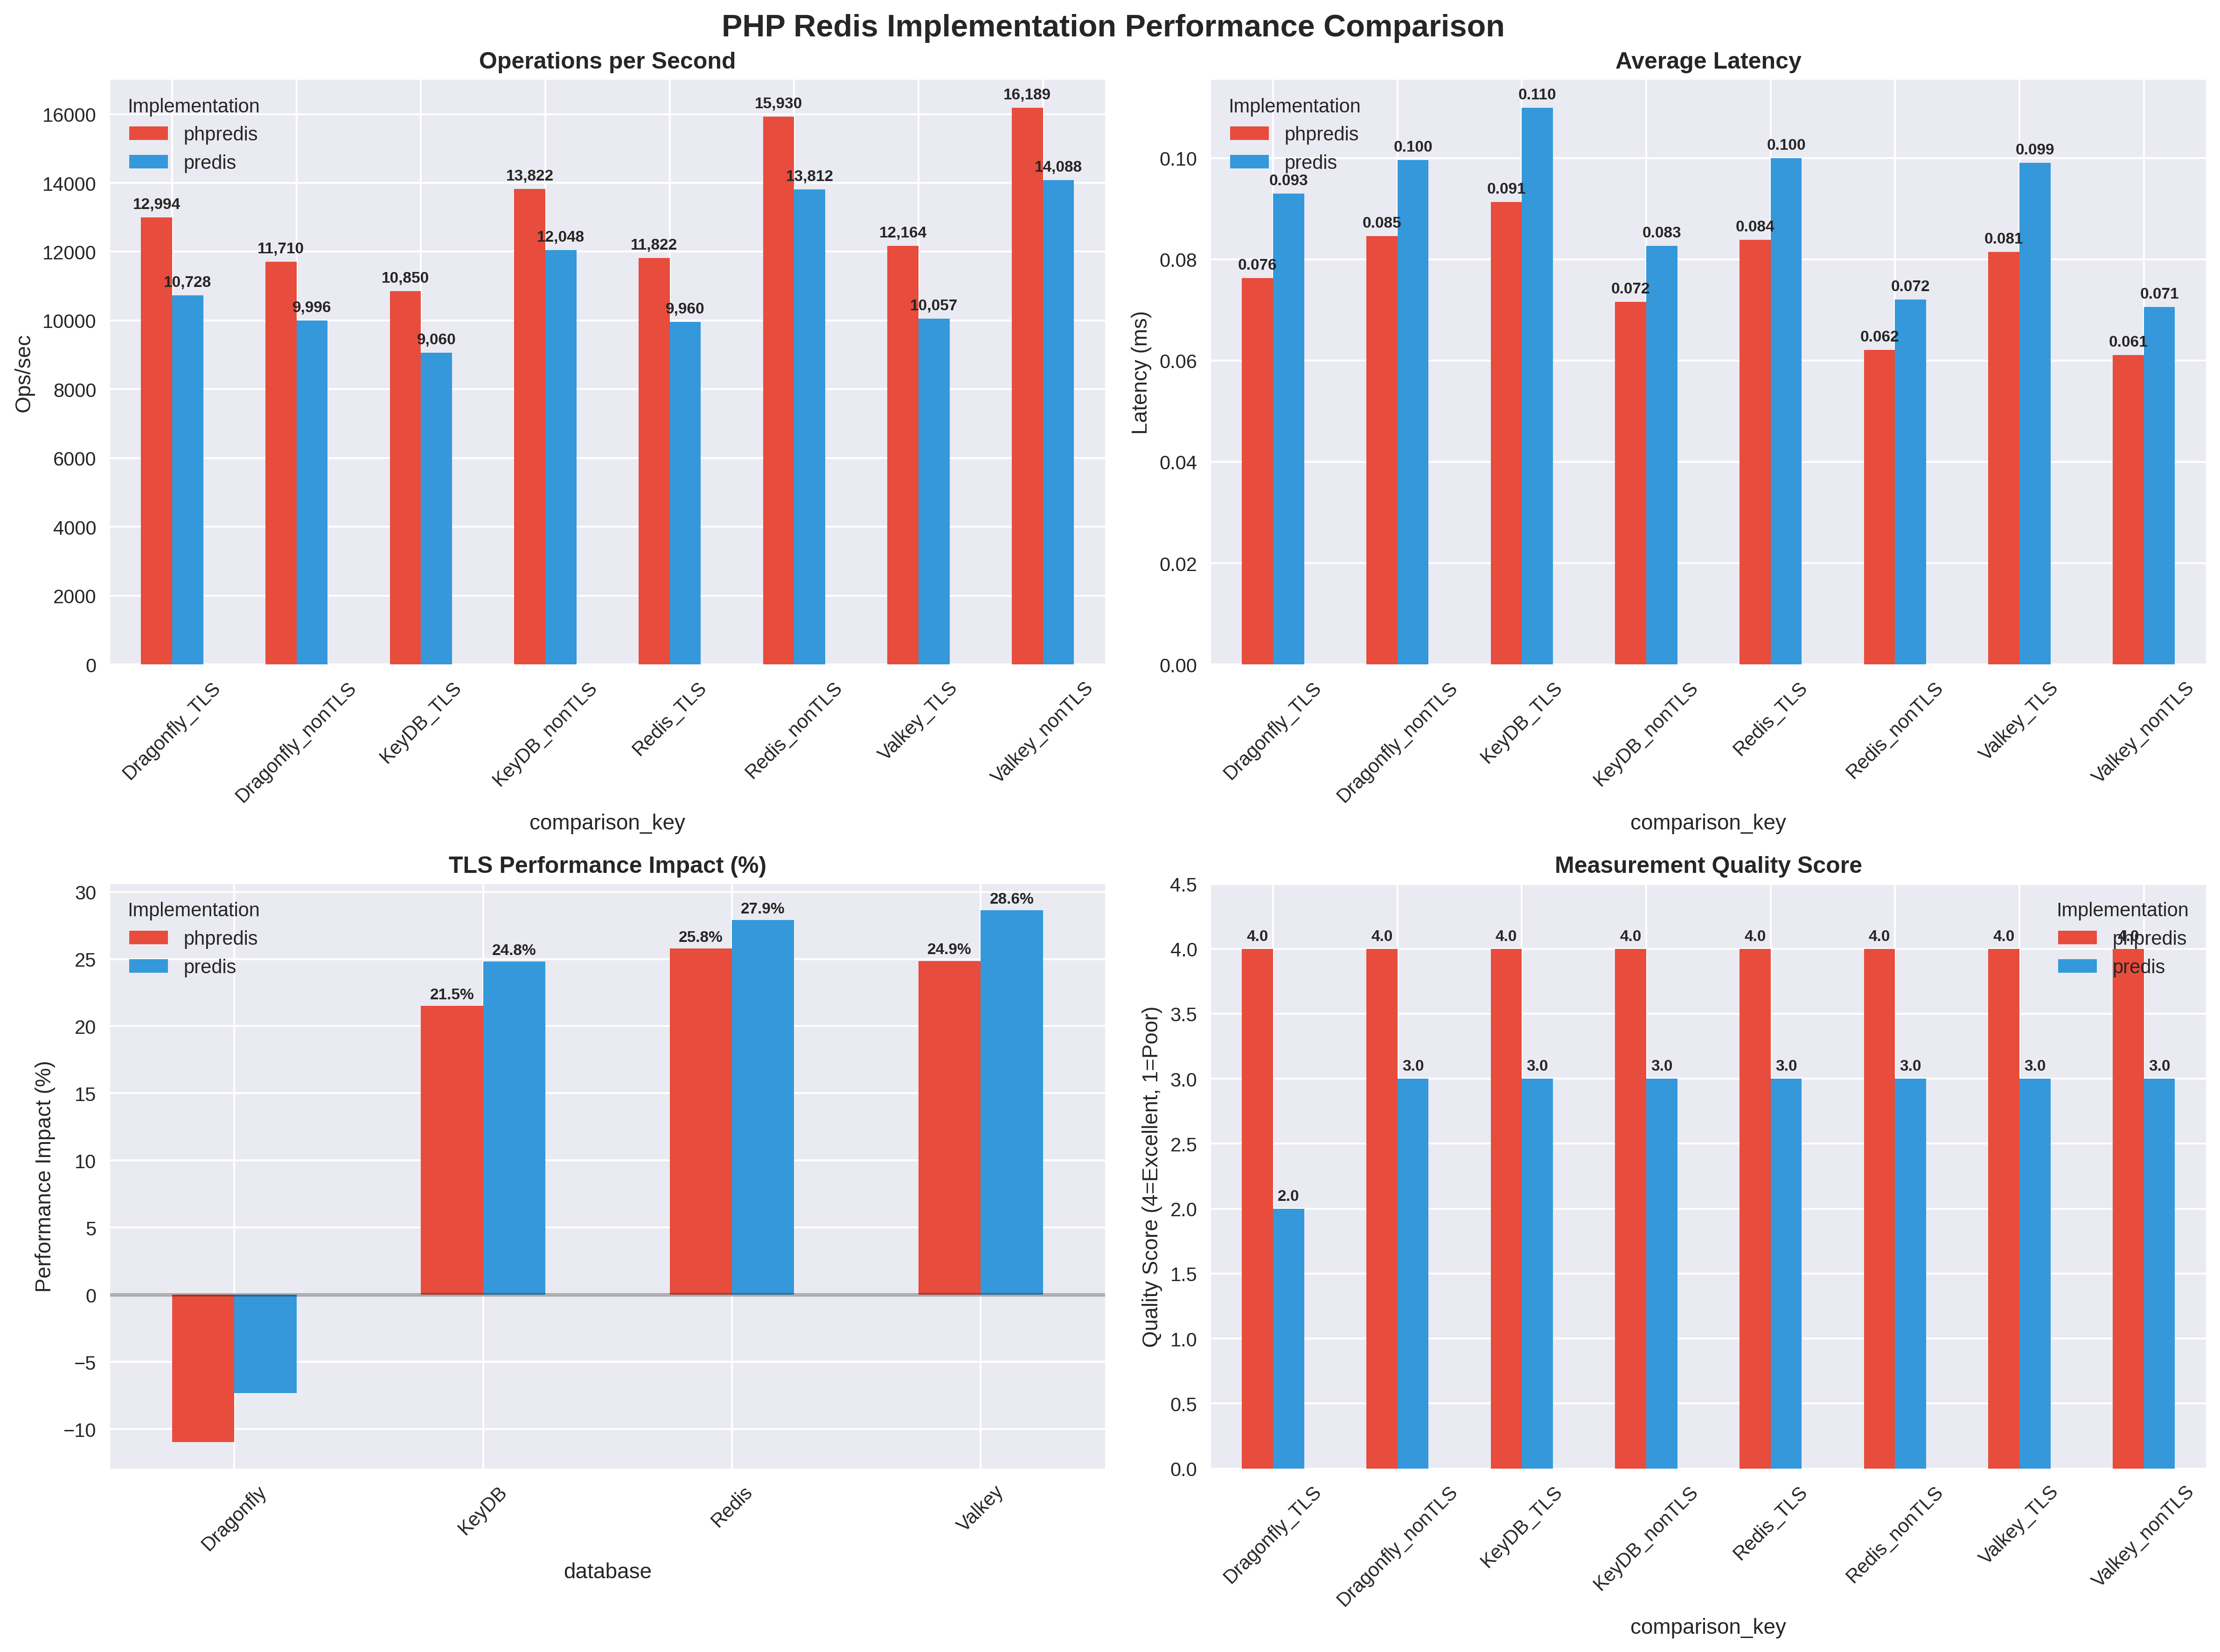 PHP Redis Implementation Performance Comparison
Operations per Second
Implementation
phpredis
predis
Ops/sec
16000
14000
12000
10000
8000
6000
4000
2000
0
12,994
10,728
11,710
9,996
10,850
9,060
13,822
12,048
11,822
9,960
15,930
13,812
12,164
10,057
16,189
14,088
Dragonfly_TLS
Dragonfly_nonTLS
KeyDB_TLS
KeyDB_nonTLS
Redis_TLS
Redis_nonTLS
Valkey_TLS
Valkey_nonTLS
comparison_key
Average Latency
Implementation
phpredis
predis
Latency (ms)
0.10
0.08
0.06
0.04
0.02
0.00
0.076
0.093
0.085
0.100
0.091
0.110
0.072
0.083
0.084
0.100
0.062
0.072
0.081
0.099
0.061
0.071
Dragonfly_TLS
Dragonfly_nonTLS
KeyDB_TLS
KeyDB_nonTLS
Redis_TLS
Redis_nonTLS
Valkey_TLS
Valkey_nonTLS
comparison_key
TLS Performance Impact (%)
Implementation
phpredis
predis
Performance Impact (%)
30
25
20
15
10
5
0
−5
−10
21.5%
24.8%
25.8%
27.9%
24.9%
28.6%
Dragonfly
KeyDB
Redis
Valkey
database
Measurement Quality Score
Implementation
phpredis
predis
Quality Score (4=Excellent, 1=Poor)
4.5
4.0
3.5
3.0
2.5
2.0
1.5
1.0
0.5
0.0
4.0
2.0
4.0
3.0
4.0
3.0
4.0
3.0
4.0
3.0
4.0
3.0
4.0
3.0
4.0
3.0
Dragonfly_TLS
Dragonfly_nonTLS
KeyDB_TLS
KeyDB_nonTLS
Redis_TLS
Redis_nonTLS
Valkey_TLS
Valkey_nonTLS
comparison_key